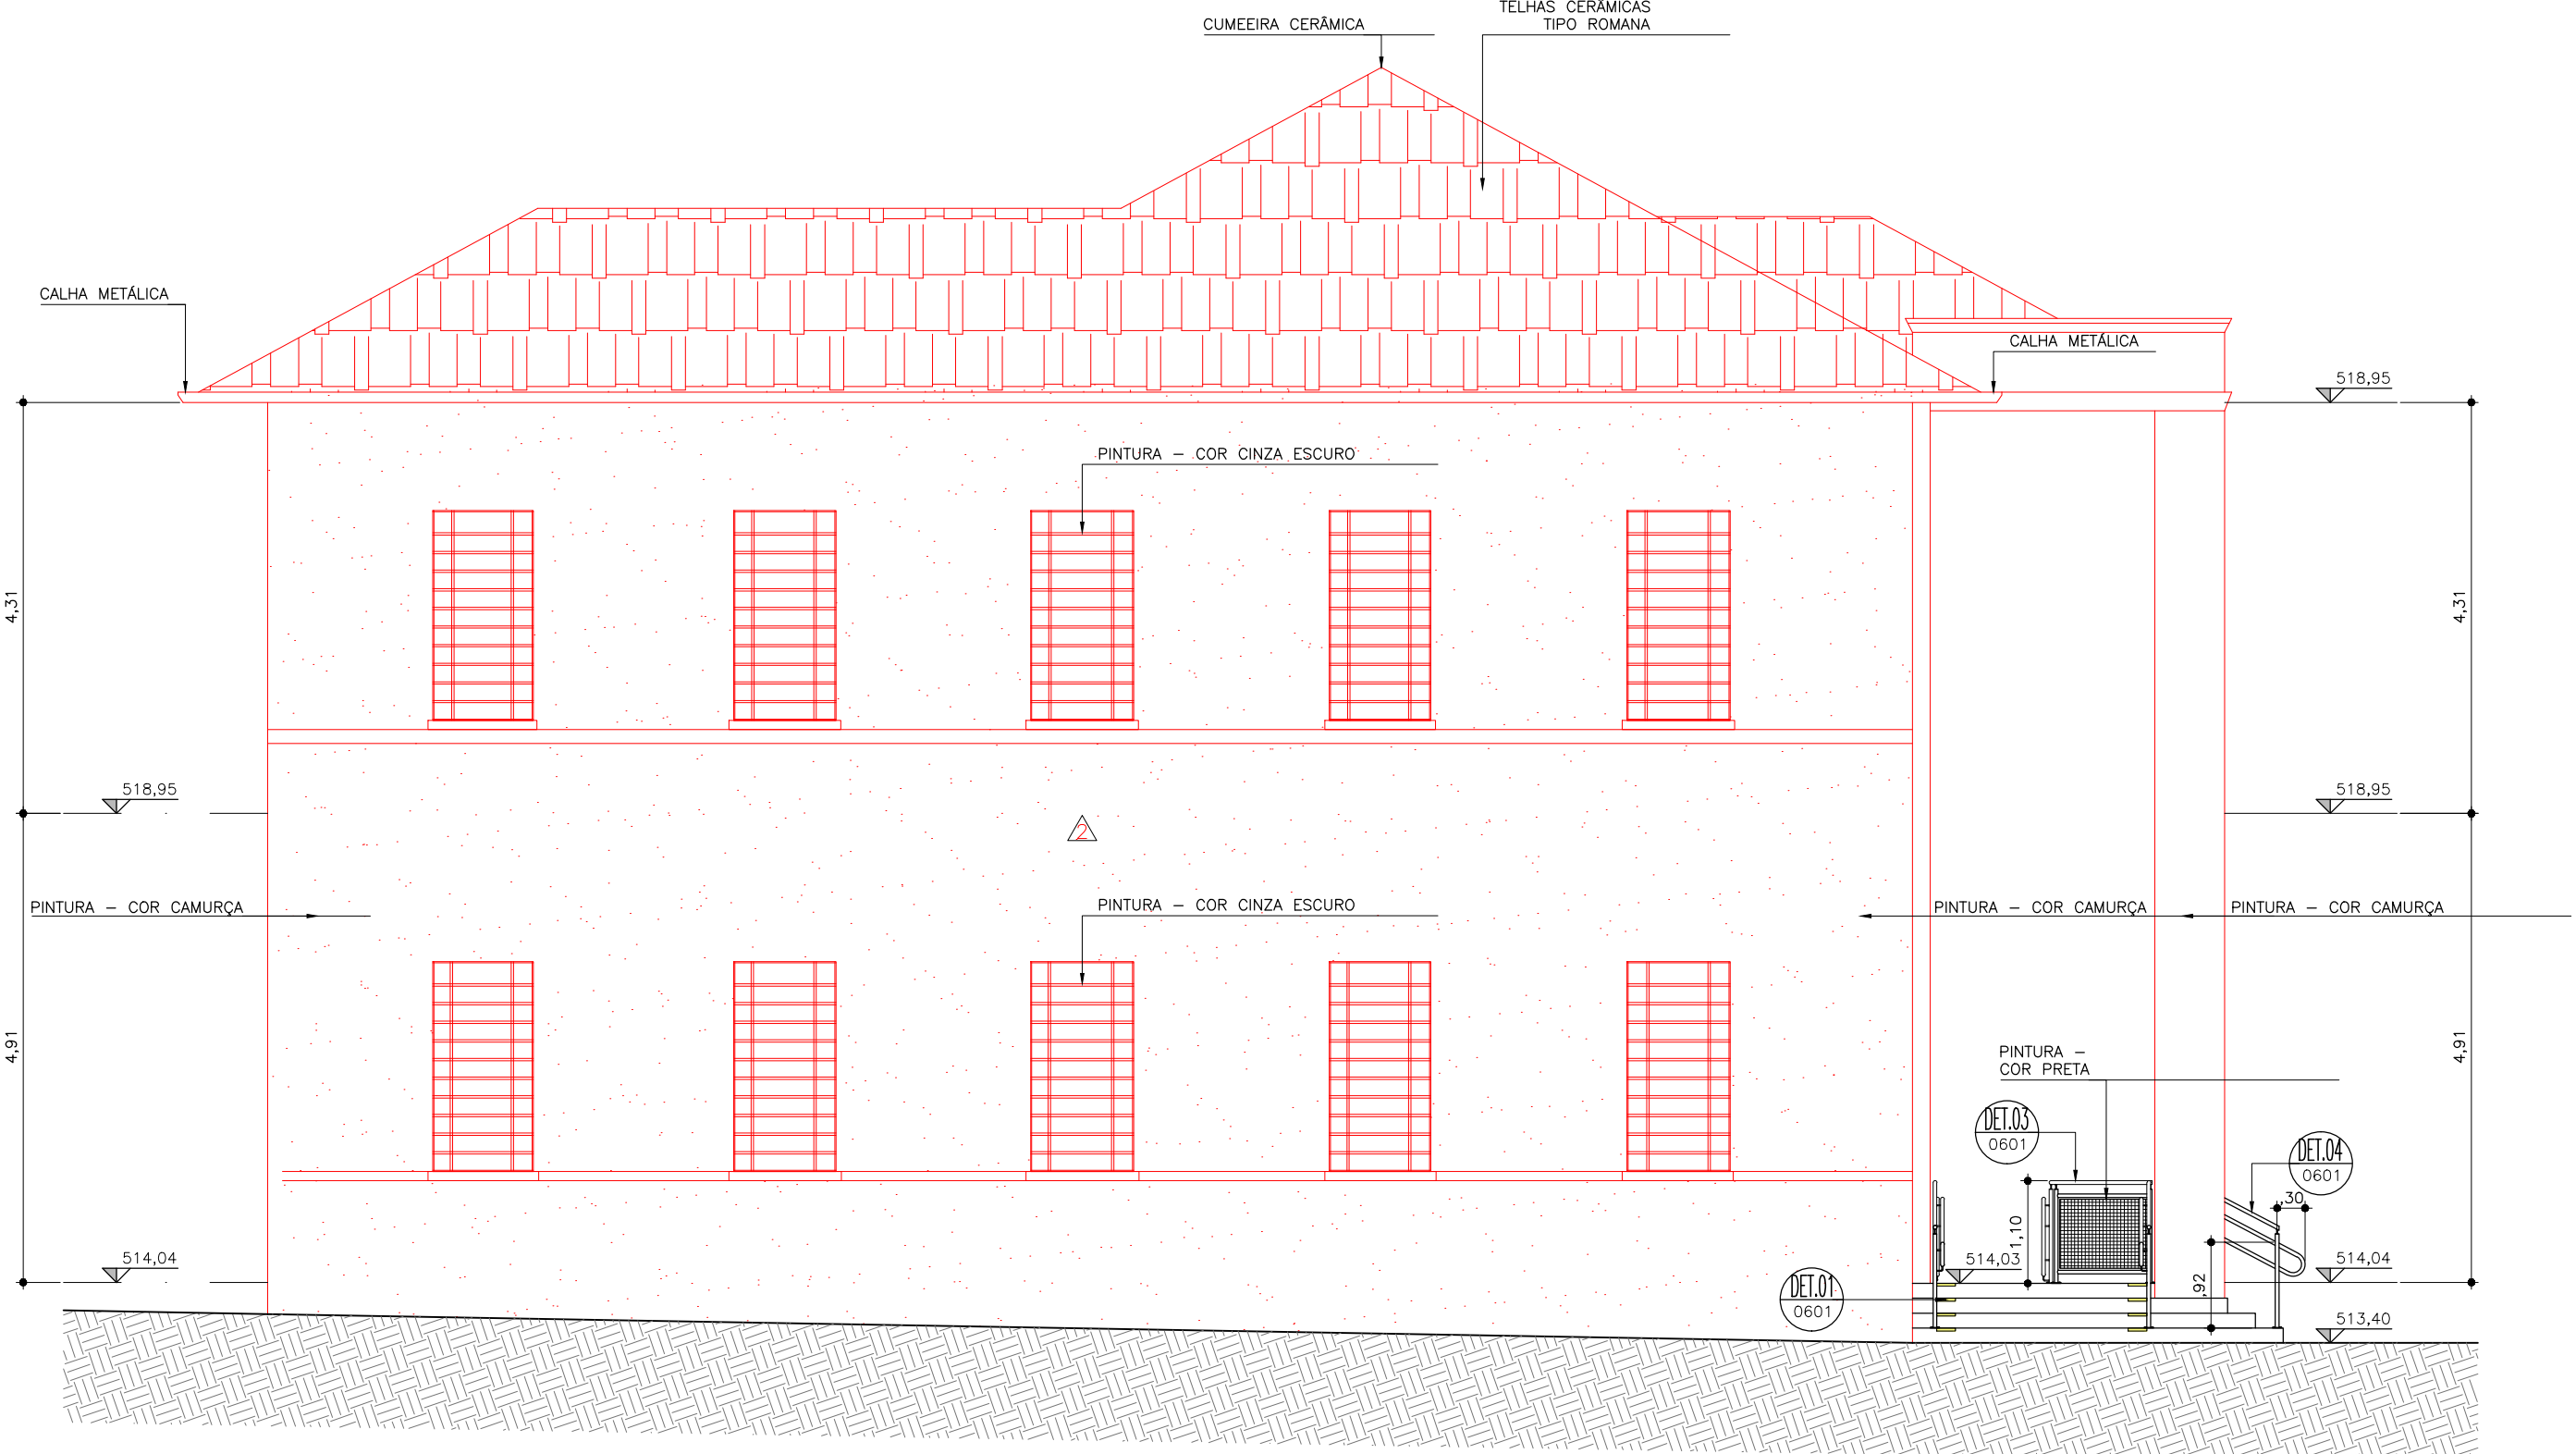 TELHAS CERÂMICAS
TIPO ROMANA
CUMEEIRA CERÂMICA
CALHA METÁLICA
CALHA METÁLICA
518,95
PINTURA – COR CINZA ESCURO
4,31
4,31
518,95
518,95
2
PINTURA – COR CAMURÇA
PINTURA – COR CINZA ESCURO
PINTURA – COR CAMURÇA
PINTURA – COR CAMURÇA
4,91
4,91
PINTURA –
COR PRETA
DET.03
0601
DET.04
0601
,30
1,10
514,04
514,03
514,04
DET.01
0601
,92
513,40